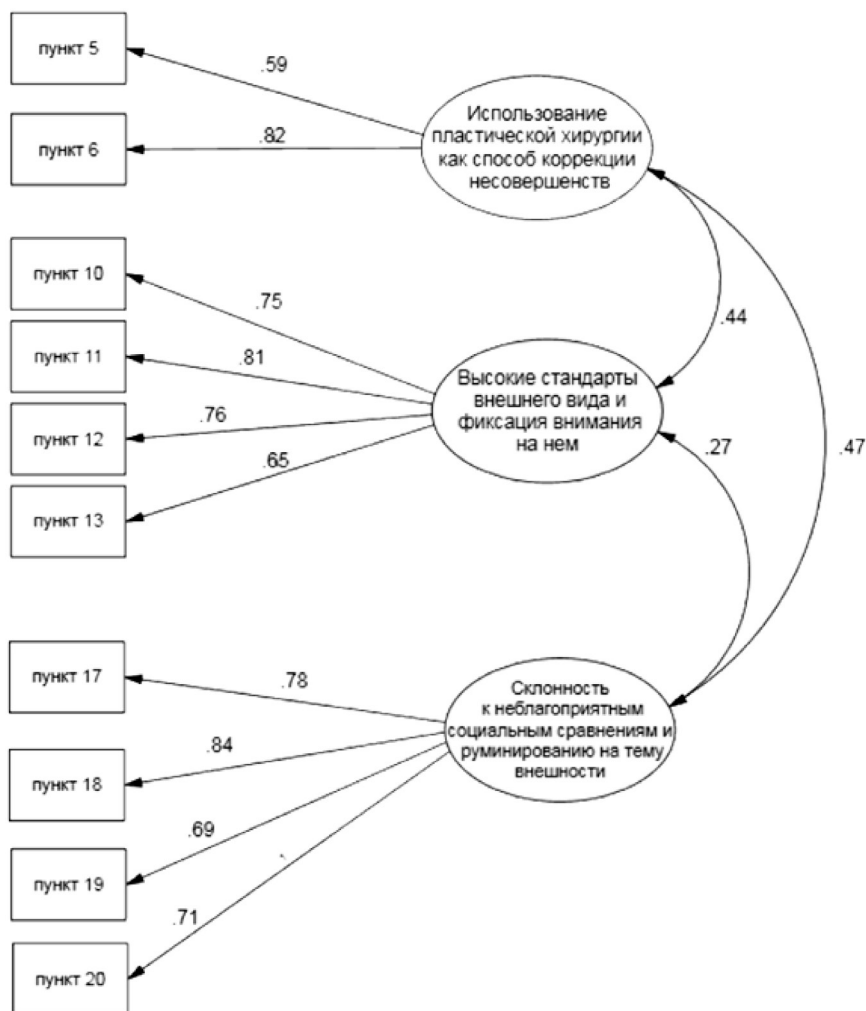 пункт 5
.59
Использование
пластической хирургии
как способ коррекции
несовершенств
пункт 6
.82
пункт 10
.75
.44
пункт 11
.81
Высокие стандарты
внешнего вида и
фиксация внимания
на нем
пункт 12
.76
.27
.47
пункт 13
.65
пункт 17
.78
Склонность
к неблагоприятным
социальным сравнениям и
руминированию на тему
внешности
пункт 18
.84
пункт 19
.69
пункт 20
.71